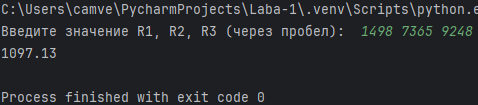 C:\Users\camve\PycharmProjects\Laba-1\.venv\Scripts\python.e
Введите значение R1, R2, R3 (через пробел): 1498 7365 9248
1097.13
Process finished with exit code 0